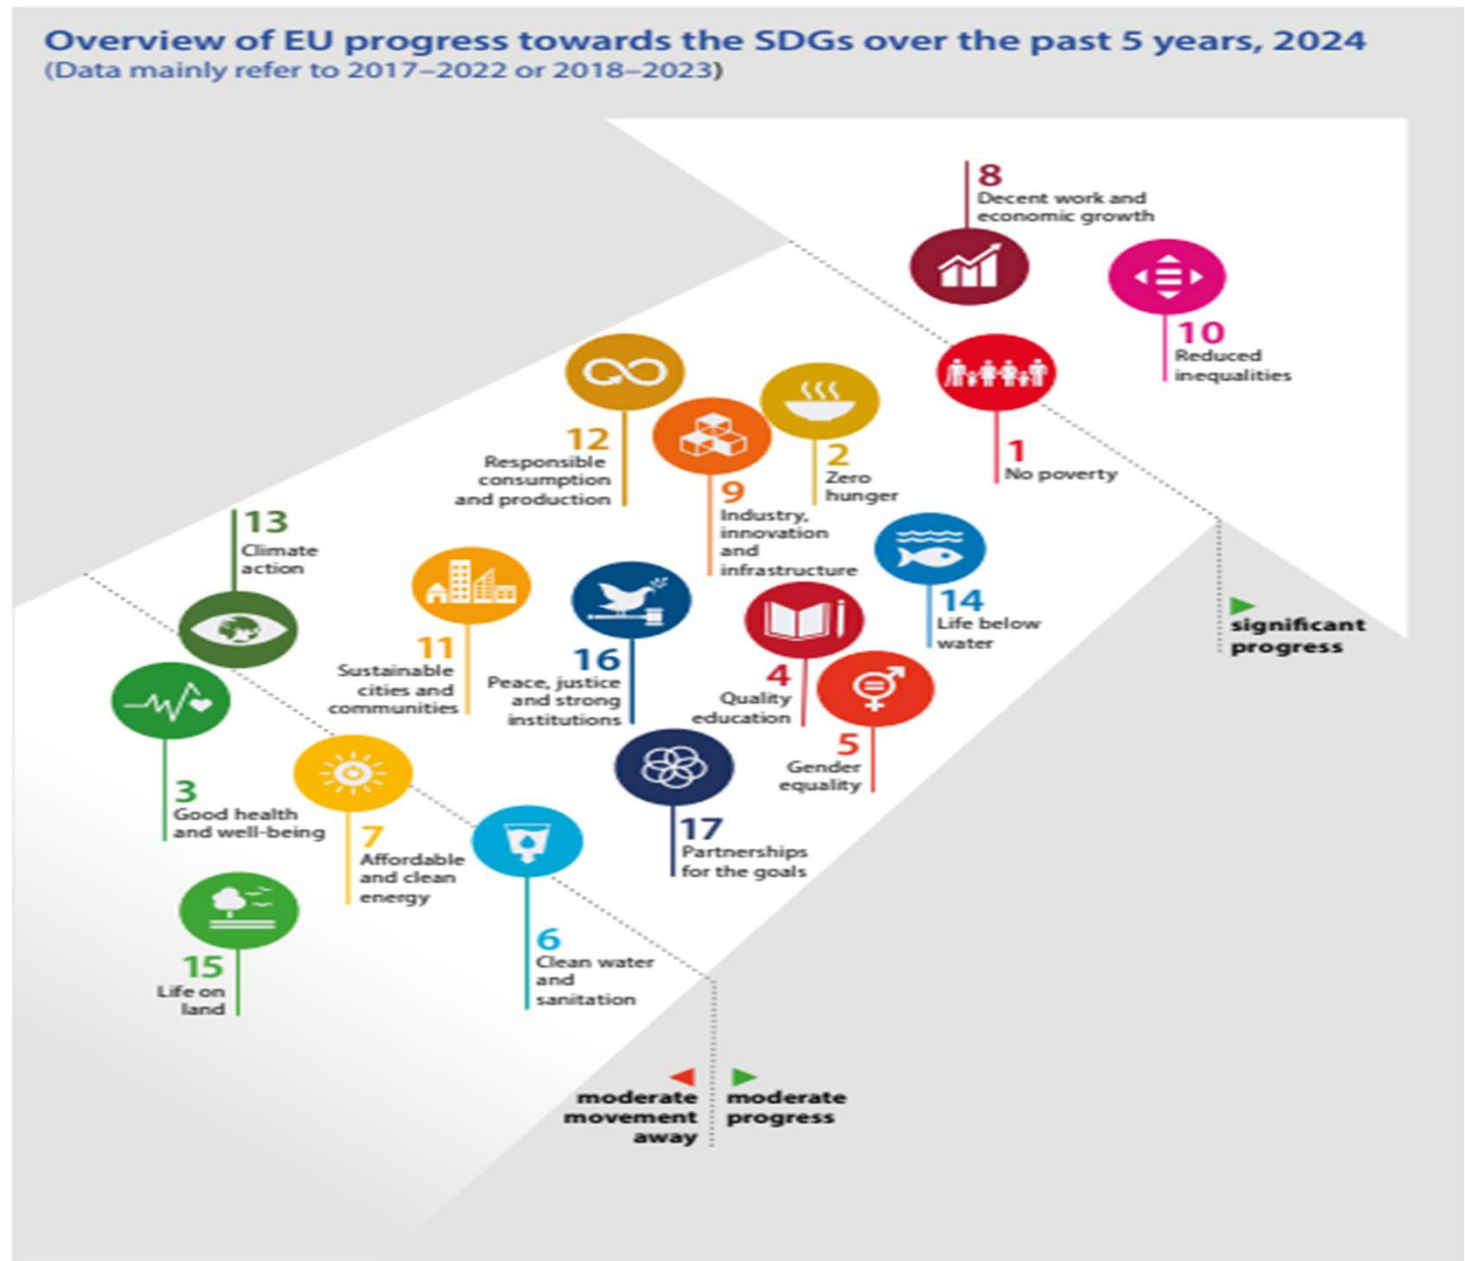 Overview of EU progress towards the SDGs over the past 5 years, 2024
(Data mainly refer to 2017–2022 or 2018–2023)
8
Decent work and
economic growth
10
Reduced
inequalities
1
No poverty
12
Responsible
consumption
and production
2
Zero
hunger
9
Industry,
innovation
and
infrastructure
13
Climate
action
14
Life below
water
significant
progress
11
Sustainable
cities and
communities
16
Peace, justice
and strong
institutions
4
Quality
education
5
Gender
equality
3
Good health
and well-being
7
Affordable
and clean
energy
17
Partnerships
for the goals
6
Clean water
and
sanitation
15
Life on
land
moderate
movement
away
moderate
progress